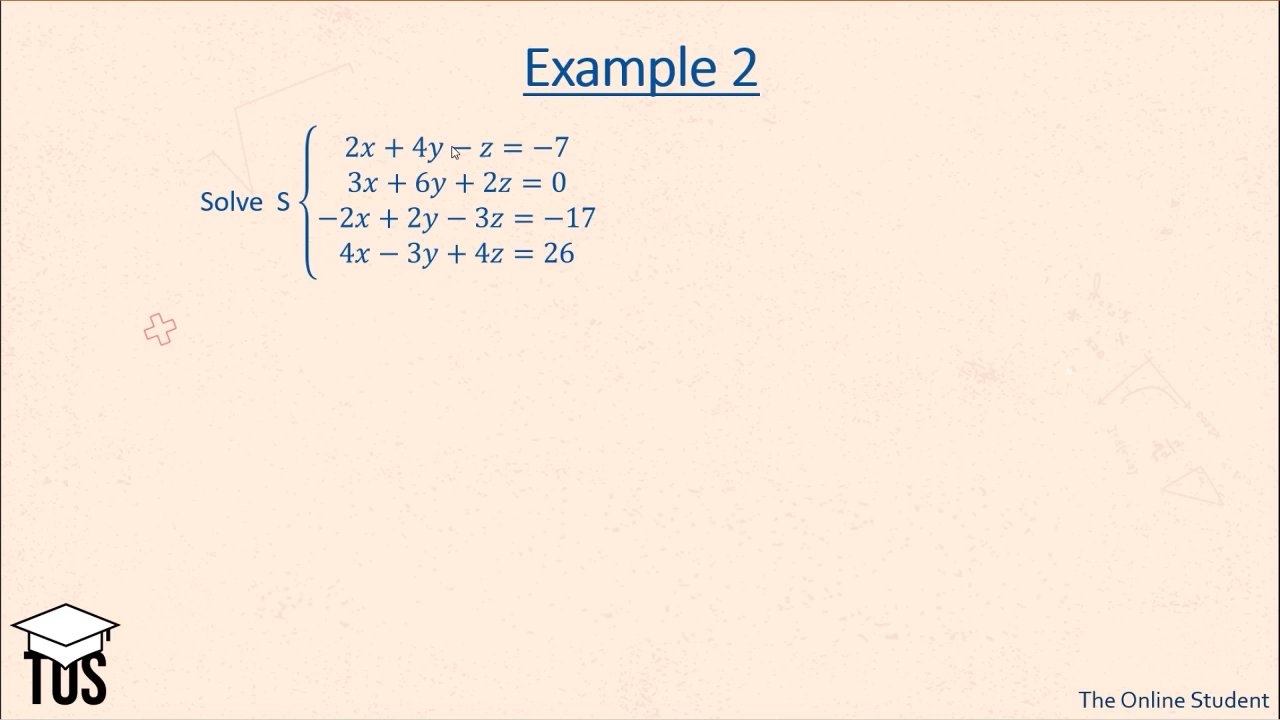 Example 2
2x + 4y − z = −7
3x + 6y + 2z = 0
Solve S
−2x + 2y − 3z = −17
4x − 3y + 4z = 26
TUS
The Online Student